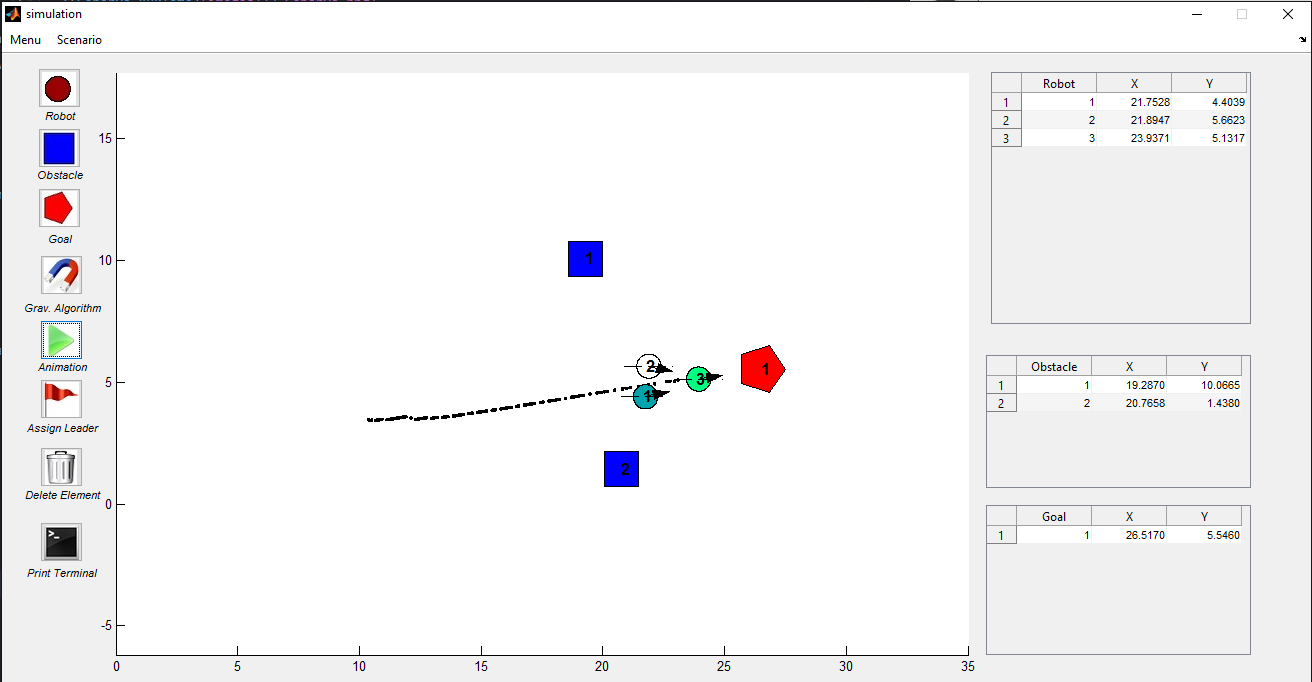 simulation
Menu Scenario
Robot
Obstacle
Goal
Grav. Algorithm
Animation
Assign Leader
Delete Element
>_
Print Terminal
15
10
5
0
-5
0 5 10 15 20 25 30 35
1
2
3
1
1
2
Robot X Y
1 1 21.7528 4.4039
2 2 21.8947 5.6623
3 3 23.9371 5.1317
Obstacle X Y
1 1 19.2870 10.0665
2 2 20.7658 1.4380
Goal X Y
1 1 26.5170 5.5460